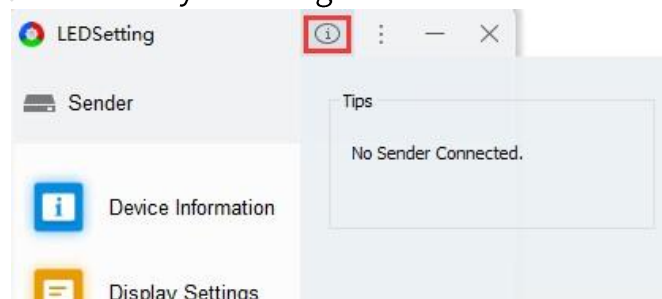 LEDSetting
Sender
Tips
No Sender Connected.
Device Information
Display Settings